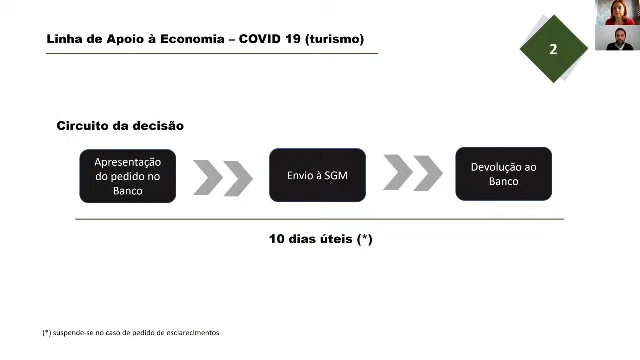 Linha de Apoio à Economia – COVID 19 (turismo)
2
Circuito da decisão
Apresentação
do pedido no
Banco
Envio à SGM
Devolução ao
Banco
10 dias úteis (*)
(*) suspende-se no caso de pedido de esclarecimentos